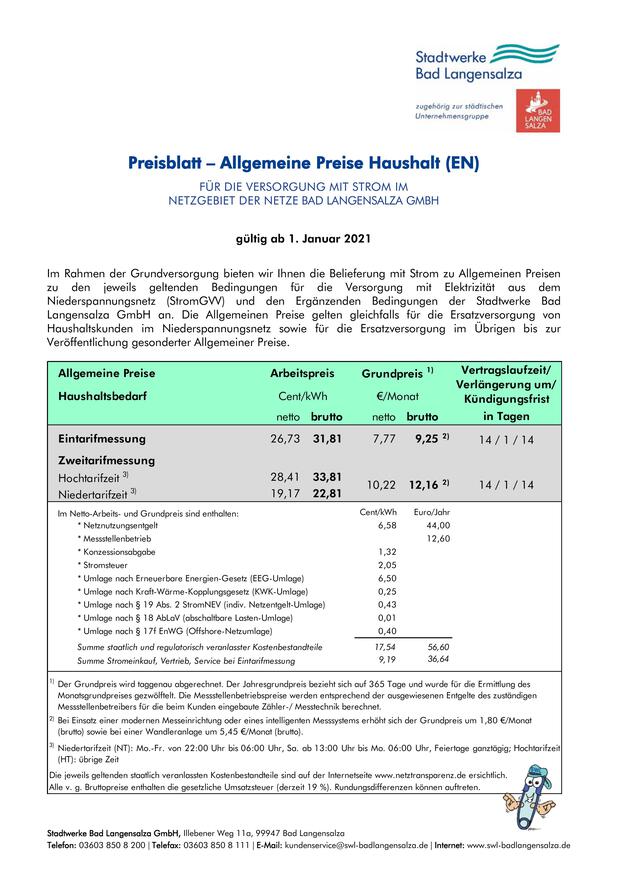 Stadtwerke
Bad Langensalza
zugehörig zur städtischen
Unternehmensgruppe
BAD
LANGEN
SALZA
Preisblatt – Allgemeine Preise Haushalt (EN)
FÜR DIE VERSORGUNG MIT STROM IM
NETZGEBIET DER NETZE BAD LANGENSALZA GMBH
gültig ab 1. Januar 2021
Im Rahmen der Grundversorgung bieten wir Ihnen die Belieferung mit Strom zu Allgemeinen Preisen
zu den jeweils geltenden Bedingungen für die Versorgung mit Elektrizität aus dem
Niederspannungsnetz (StromGVV) und den Ergänzenden Bedingungen der Stadtwerke Bad
Langensalza GmbH an. Die Allgemeinen Preise gelten gleichfalls für die Ersatzversorgung von
Haushaltskunden im Niederspannungsnetz sowie für die Ersatzversorgung im Übrigen bis zur
Veröffentlichung gesonderter Allgemeiner Preise.
Allgemeine Preise Arbeitspreis Grundpreis 1) Vertragslaufzeit/
Verlängerung um/
Haushaltsbedarf Cent/kWh €/Monat Kündigungsfrist
netto brutto netto brutto in Tagen
Eintarifmessung 26,73 31,81 7,77 9,25 2) 14 / 1 / 14
Zweitarifmessung
Hochtarifzeit 3) 28,41 33,81
10,22 12,16 2) 14 / 1 / 14
Niedertarifzeit 3) 19,17 22,81
Im Netto-Arbeits- und Grundpreis sind enthalten: Cent/kWh Euro/Jahr
* Netznutzungsentgelt 6,58 44,00
* Messstellenbetrieb 12,60
* Konzessionsabgabe 1,32
* Stromsteuer 2,05
* Umlage nach Erneuerbare Energien-Gesetz (EEG-Umlage) 6,50
* Umlage nach Kraft-Wärme-Kopplungsgesetz (KWK-Umlage) 0,25
* Umlage nach § 19 Abs. 2 StromNEV (indiv. Netzentgelt-Umlage) 0,43
* Umlage nach § 18 AbLaV (abschaltbare Lasten-Umlage) 0,01
* Umlage nach § 17f EnWG (Offshore-Netzumlage) 0,40
Summe staatlich und regulatorisch veranlasster Kostenbestandteile 17,54 56,60
Summe Stromeinkauf, Vertrieb, Service bei Eintarifmessung 9,19 36,64
1) Der Grundpreis wird taggenau abgerechnet. Der Jahresgrundpreis bezieht sich auf 365 Tage und wurde für die Ermittlung des
Monatsgrundpreises gezwölftelt. Die Messstellenbetriebspreise werden entsprechend der ausgewiesenen Entgelte des zuständigen
Messstellenbetreibers für die beim Kunden eingebaute Zähler-/ Messtechnik berechnet.
2) Bei Einsatz einer modernen Messeinrichtung oder eines intelligenten Messsystems erhöht sich der Grundpreis um 1,80 €/Monat
(brutto) sowie bei einer Wandleranlage um 5,45 €/Monat (brutto).
3) Niedertarifzeit (NT): Mo.-Fr. von 22:00 Uhr bis 06:00 Uhr, Sa. ab 13:00 Uhr bis Mo. 06:00 Uhr, Feiertage ganztägig; Hochtarifzeit
(HT): übrige Zeit
Die jeweils geltenden staatlich veranlassten Kostenbestandteile sind auf der Internetseite www.netztransparenz.de ersichtlich.
Alle v. g. Bruttopreise enthalten die gesetzliche Umsatzsteuer (derzeit 19 %). Rundungsdifferenzen können auftreten.
Stadtwerke Bad Langensalza GmbH, Illebener Weg 11a, 99947 Bad Langensalza
Telefon: 03603 850 8 200 | Telefax: 03603 850 8 111 | E-Mail: kundenservice@swl-badlangensalza.de | Internet: www.swl-badlangensalza.de